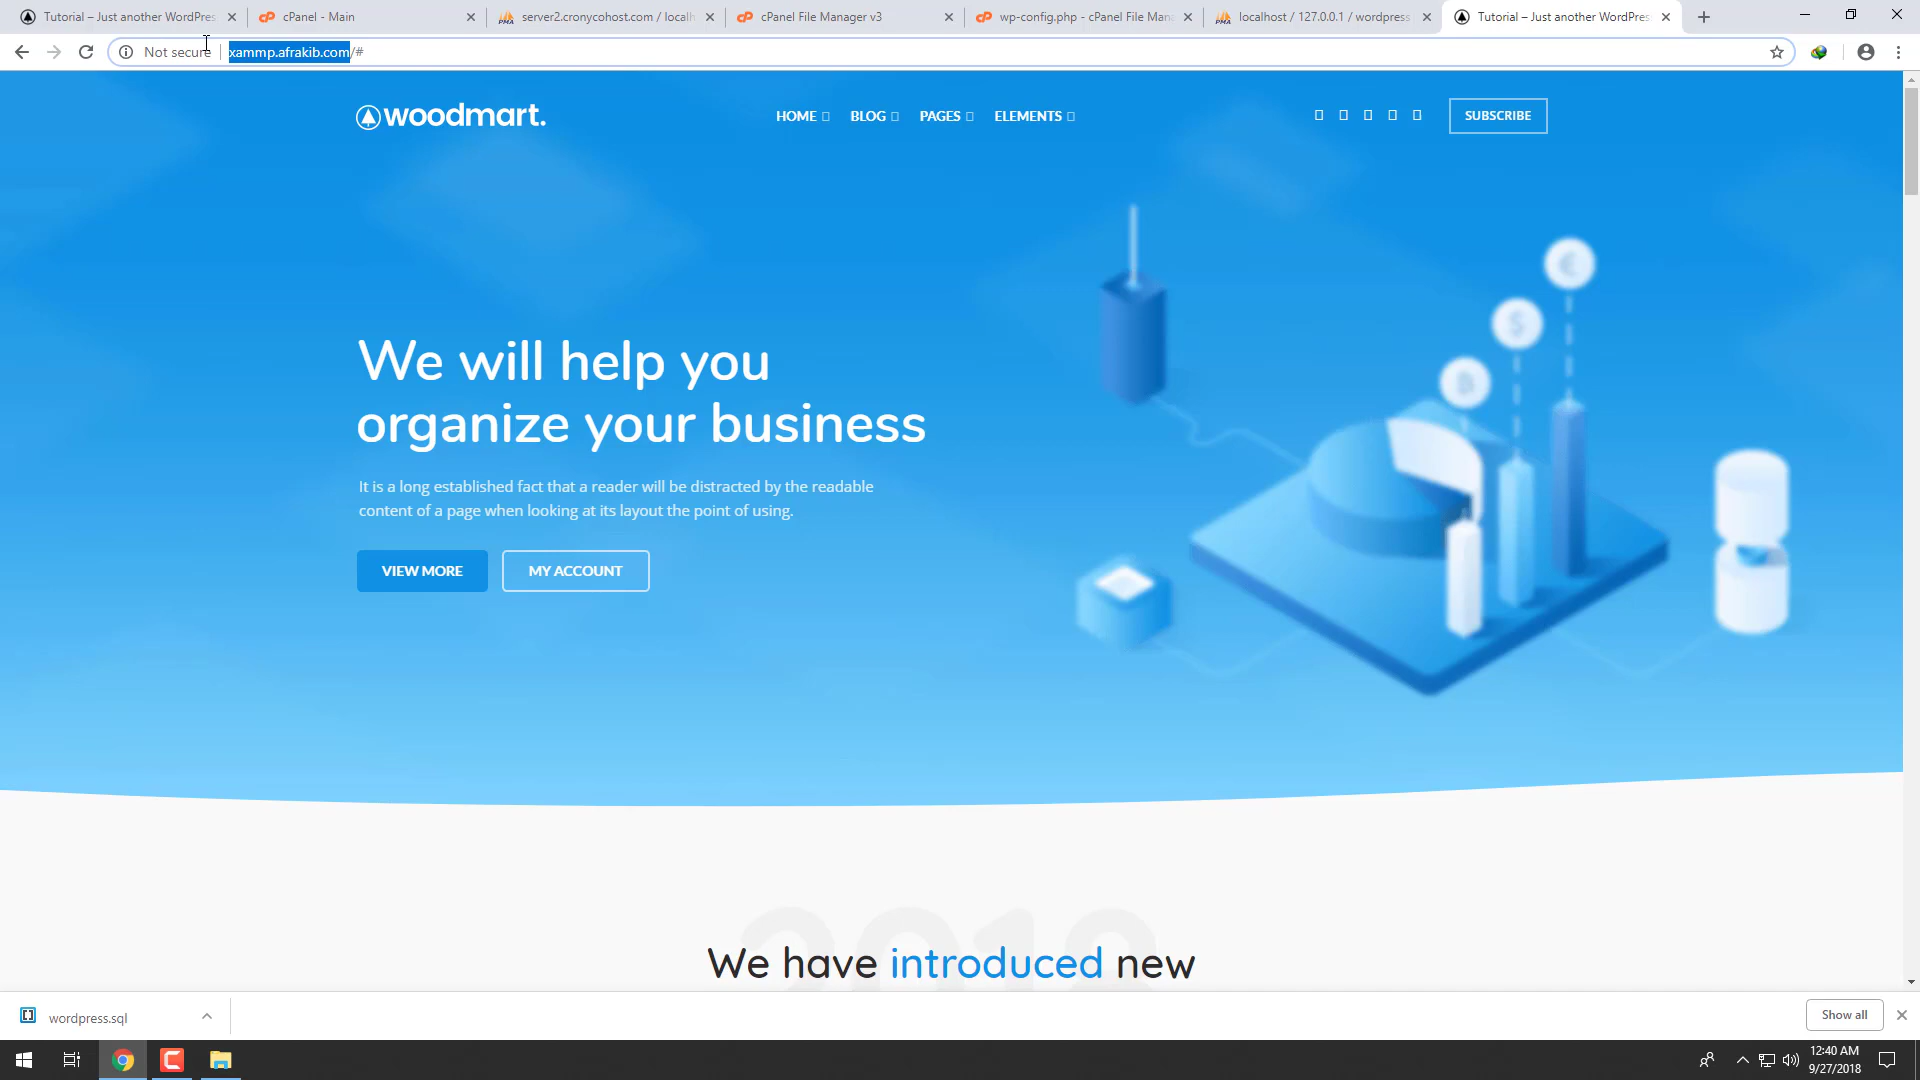 Tutorial – Just another WordPres
cPanel - Main
server2.cronycohost.com / localh
cPanel File Manager v3
wp-config.php - cPanel File Mana
localhost / 127.0.0.1 / wordpress
Tutorial – Just another WordPres
Not secure
xammp.afrakib.com/#
woodmart.
HOME
BLOG
PAGES
ELEMENTS
SUBSCRIBE
We will help you
organize your business
It is a long established fact that a reader will be distracted by the readable
content of a page when looking at its layout the point of using.
VIEW MORE
MY ACCOUNT
2018
We have introduced new
wordpress.sql
Show all
12:40 AM
9/27/2018